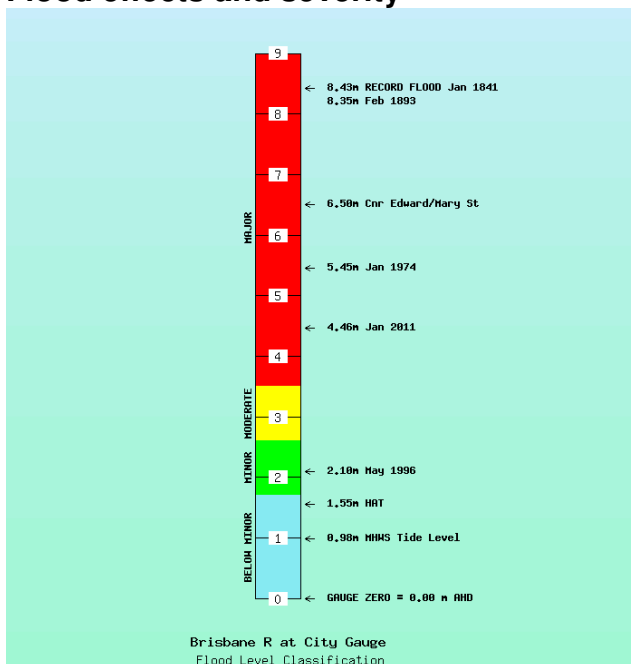 Flood effects and severity
9
← 8.43m RECORD FLOOD Jan 1841
8.35m Feb 1893
8
7
← 6.50m Cnr Edward/Mary St
MAJOR
6
← 5.45m Jan 1974
5
← 4.46m Jan 2011
4
MODERATE
3
MINOR
2
← 2.10m May 1996
← 1.55m HAT
BELOW MINOR
1
← 0.98m MHWS Tide Level
0
← GAUGE ZERO = 0.00 m AHD
Brisbane R at City Gauge
Flood Level Classification